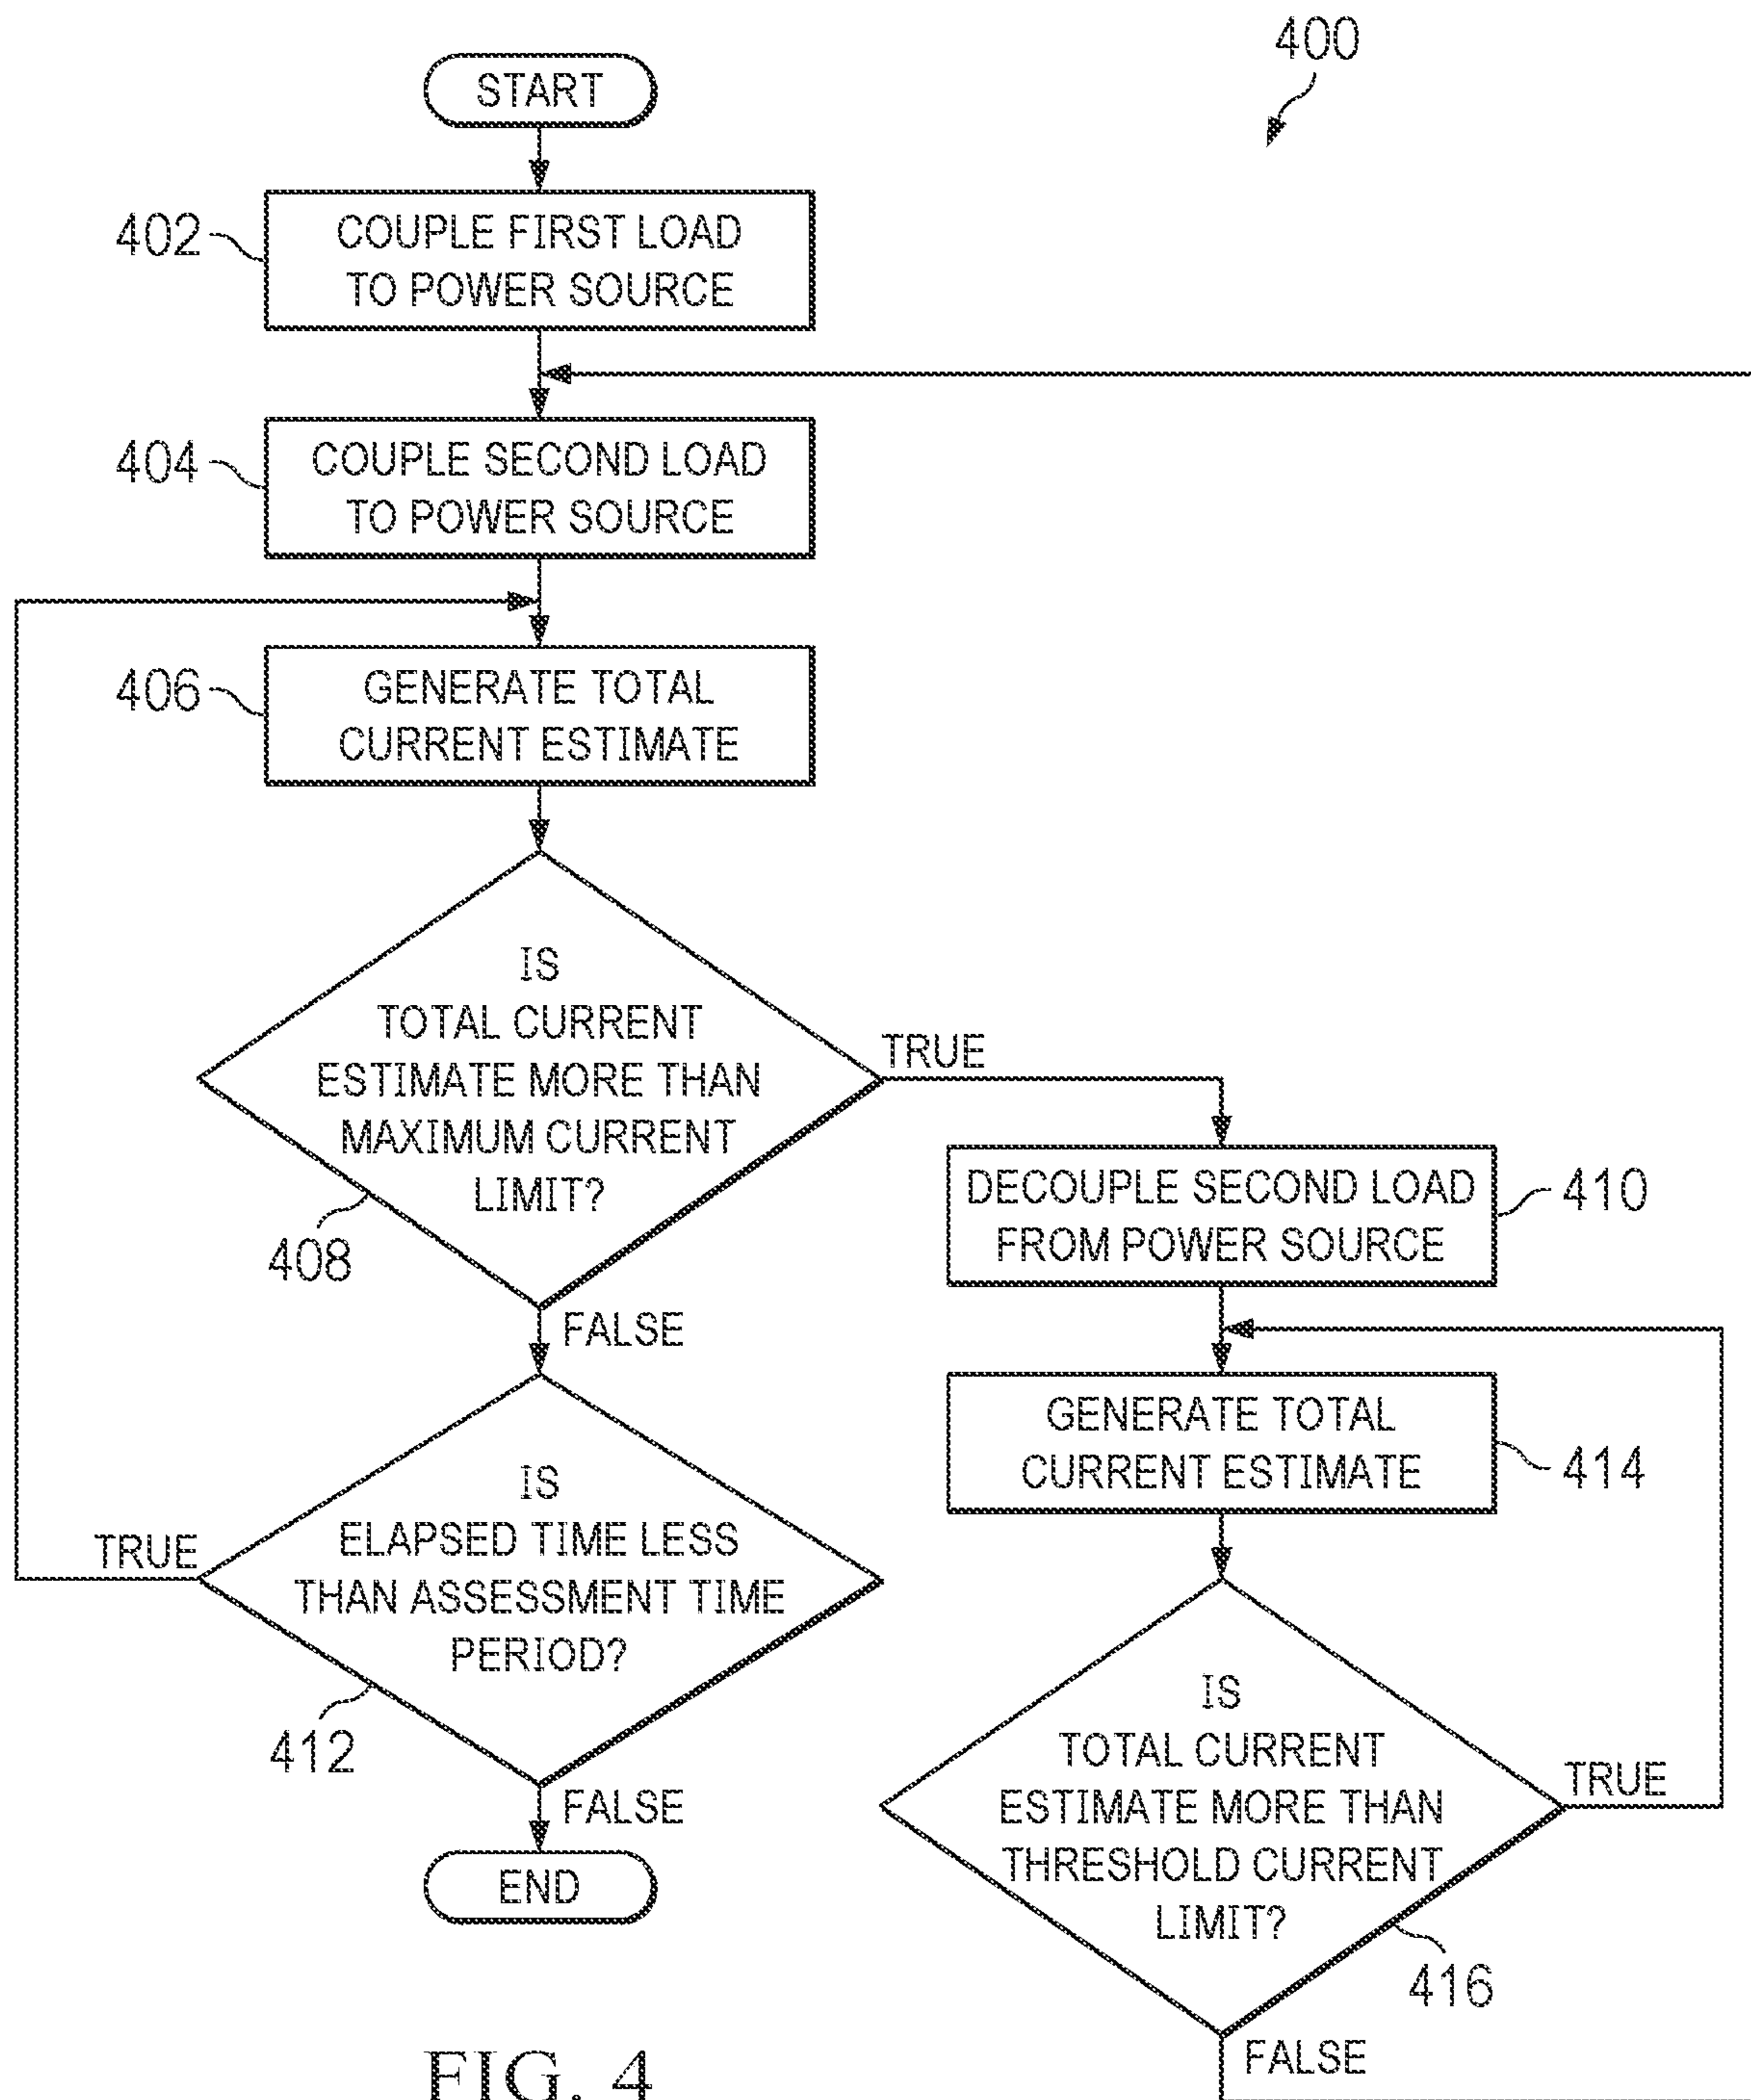 400
START
402
COUPLE FIRST LOAD
TO POWER SOURCE
404
COUPLE SECOND LOAD
TO POWER SOURCE
406
GENERATE TOTAL
CURRENT ESTIMATE
IS
TOTAL CURRENT
ESTIMATE MORE THAN
MAXIMUM CURRENT
LIMIT?
408
TRUE
FALSE
DECOUPLE SECOND LOAD
FROM POWER SOURCE
410
GENERATE TOTAL
CURRENT ESTIMATE
414
IS
ELAPSED TIME LESS
THAN ASSESSMENT TIME
PERIOD?
412
TRUE
FALSE
END
IS
TOTAL CURRENT
ESTIMATE MORE THAN
THRESHOLD CURRENT
LIMIT?
416
TRUE
FALSE
FIG. 4